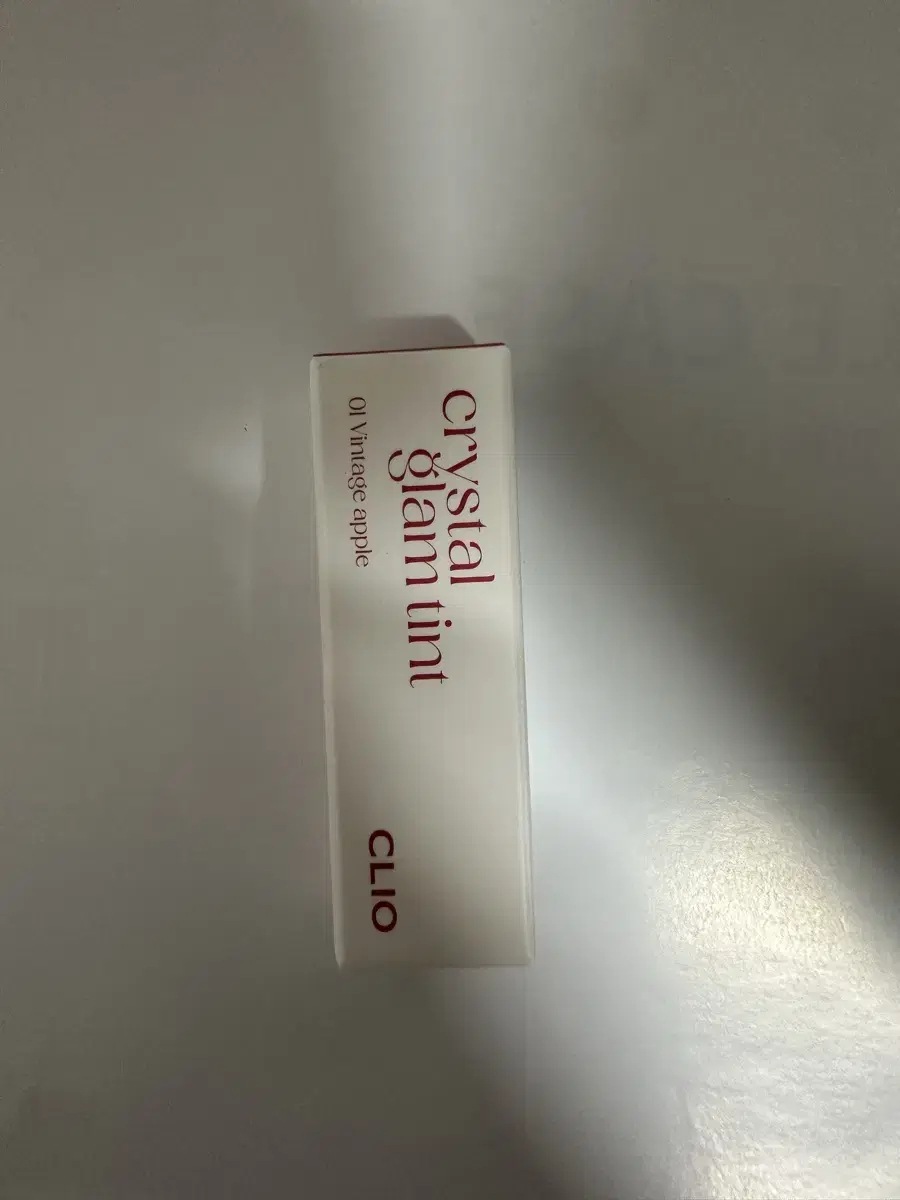 crystal
glam tint
01 Vintage apple
CLIO